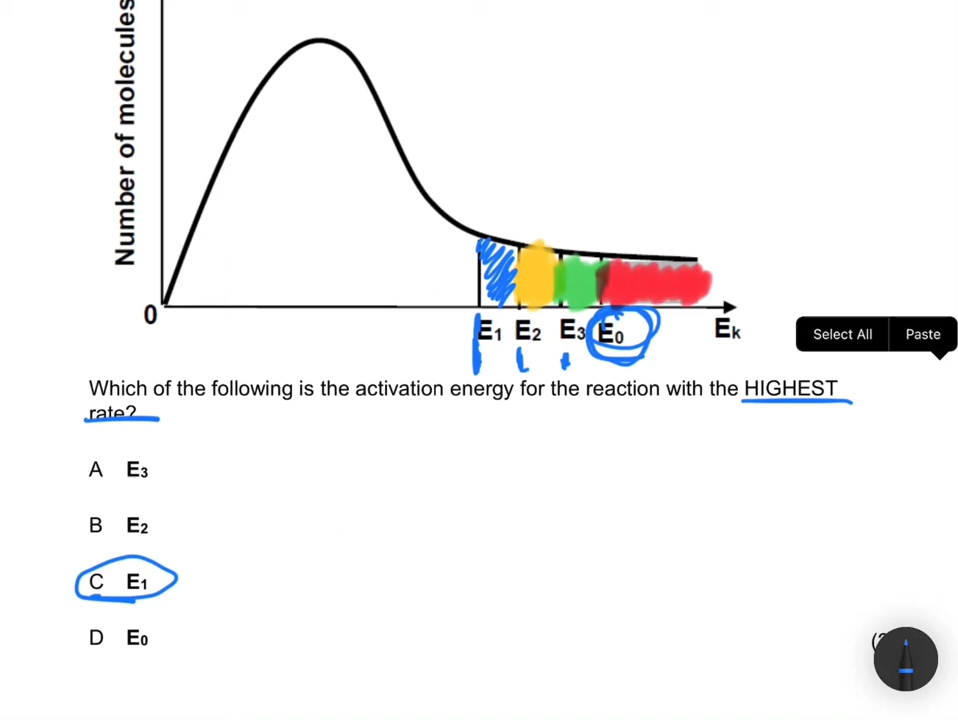 Number of molecules
0
E1 E2 E3 E0 Ek
Select All Paste
Which of the following is the activation energy for the reaction with the HIGHEST
rate?
A E3
B E2
C E1
D E0